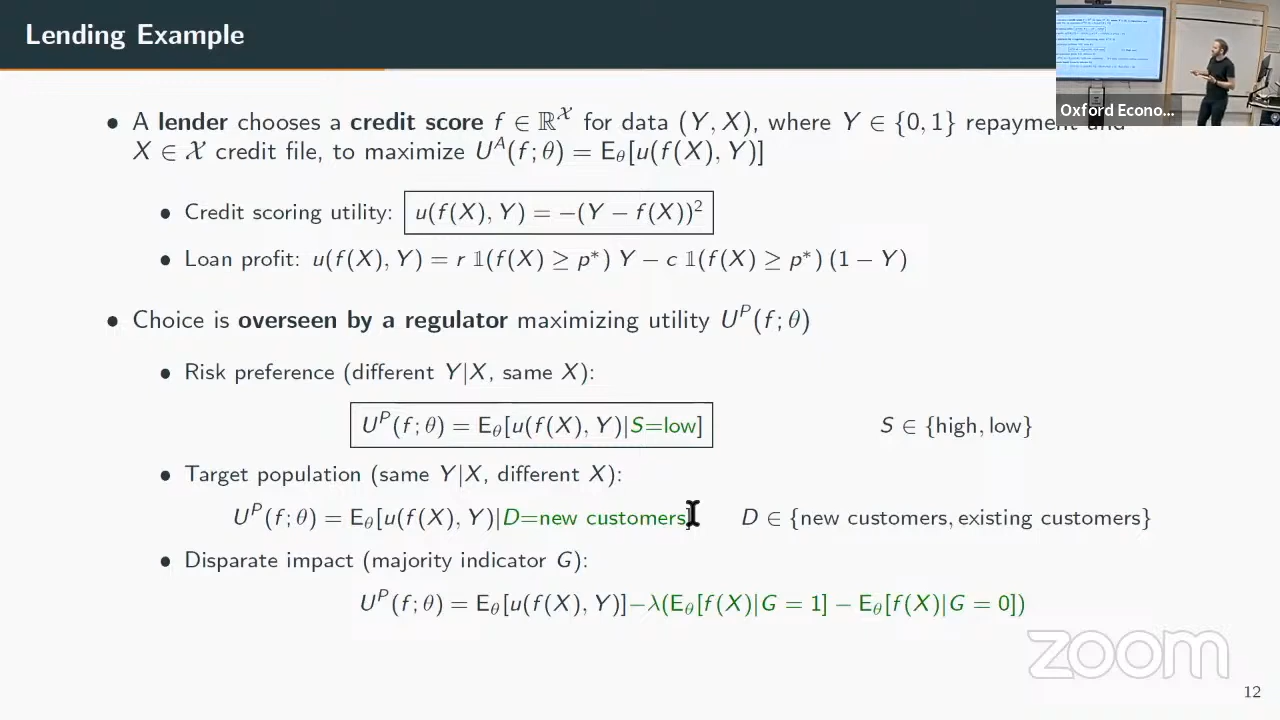 Lending Example
• A lender chooses a credit score f ∈ ℝ^𝒳 for data (Y, X), where Y ∈ {0, 1} repayment and
X ∈ 𝒳 credit file, to maximize U^A(f; θ) = E_θ[u(f(X), Y)]
• Credit scoring utility: u(f(X), Y) = −(Y − f(X))²
• Loan profit: u(f(X), Y) = r 𝟙(f(X) ≥ p*) Y − c 𝟙(f(X) ≥ p*) (1 − Y)
• Choice is overseen by a regulator maximizing utility U^P(f; θ)
• Risk preference (different Y|X, same X):
U^P(f; θ) = E_θ[u(f(X), Y)|S=low] S ∈ {high, low}
• Target population (same Y|X, different X):
U^P(f; θ) = E_θ[u(f(X), Y)|D=new customers] D ∈ {new customers, existing customers}
• Disparate impact (majority indicator G):
U^P(f; θ) = E_θ[u(f(X), Y)]−λ(E_θ[f(X)|G = 1] − E_θ[f(X)|G = 0])
Oxford Econo...
zoom
12